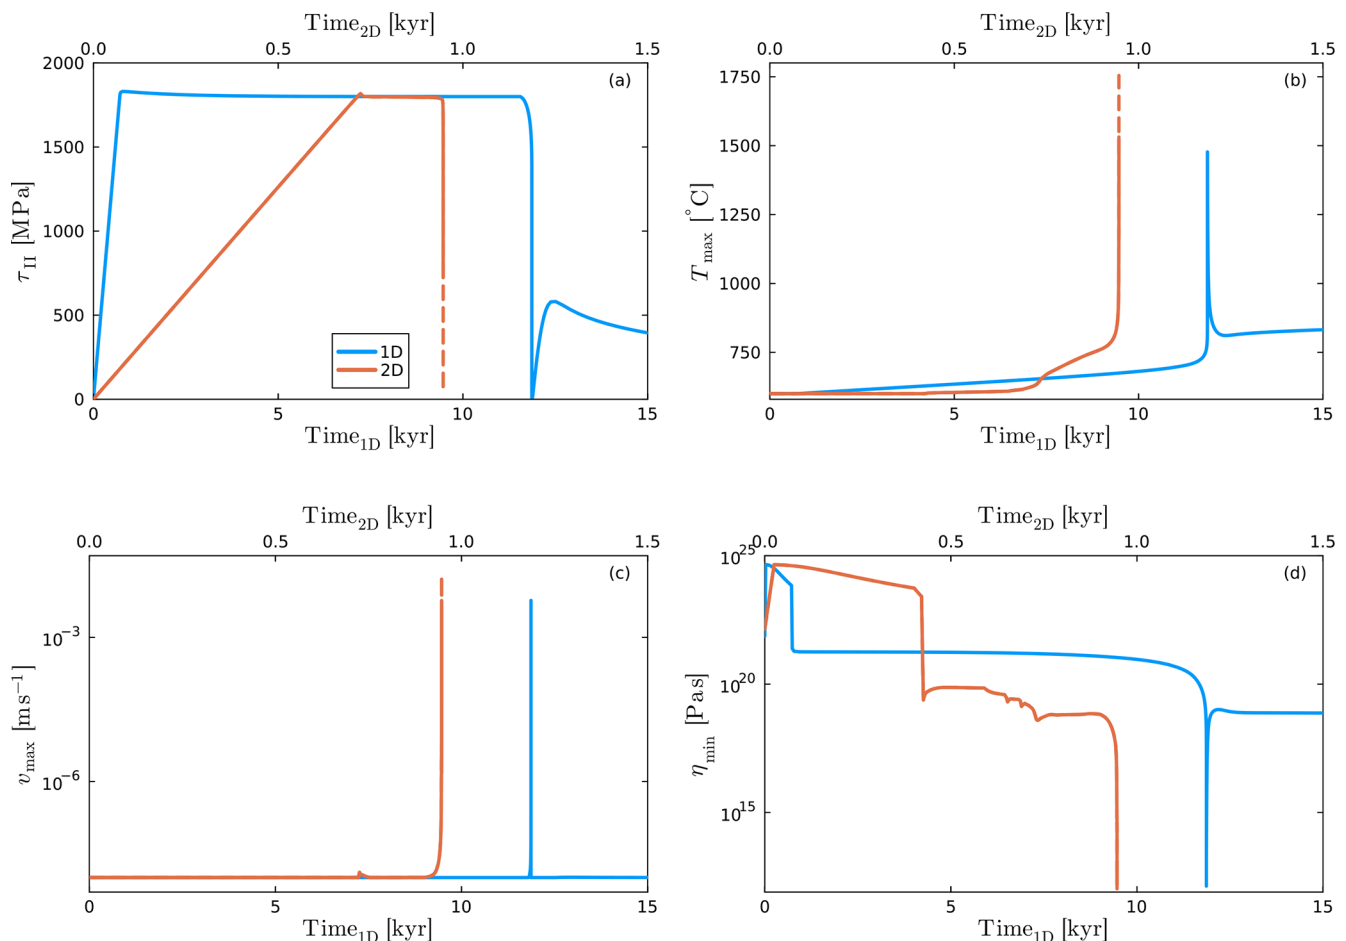 Time2D [kyr]
0.0 0.5 1.0 1.5
2000
1500
1000
500
0
τII [MPa]
(a)
1D
2D
0 5 10 15
Time1D [kyr]
Time2D [kyr]
0.0 0.5 1.0 1.5
1750
1500
1250
1000
750
Tmax [°C]
(b)
0 5 10 15
Time1D [kyr]
Time2D [kyr]
0.0 0.5 1.0 1.5
10−3
10−6
vmax [ms−1]
(c)
0 5 10 15
Time1D [kyr]
Time2D [kyr]
0.0 0.5 1.0 1.5
1025
1020
1015
ηmin [Pas]
(d)
0 5 10 15
Time1D [kyr]